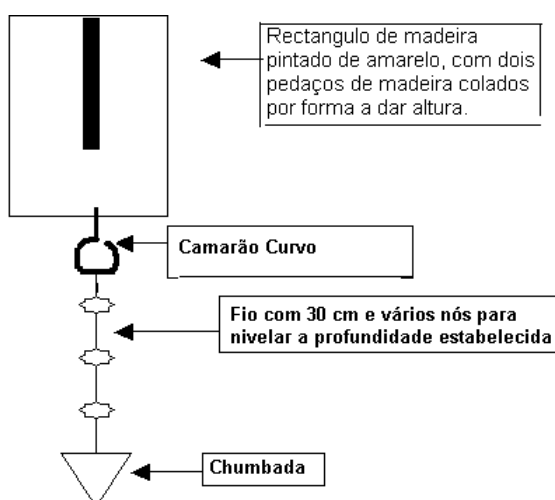 Rectangulo de madeira
pintado de amarelo, com dois
pedaços de madeira colados
por forma a dar altura.
Camarão Curvo
Fio com 30 cm e vários nós para
nivelar a profundidade estabelecida
Chumbada